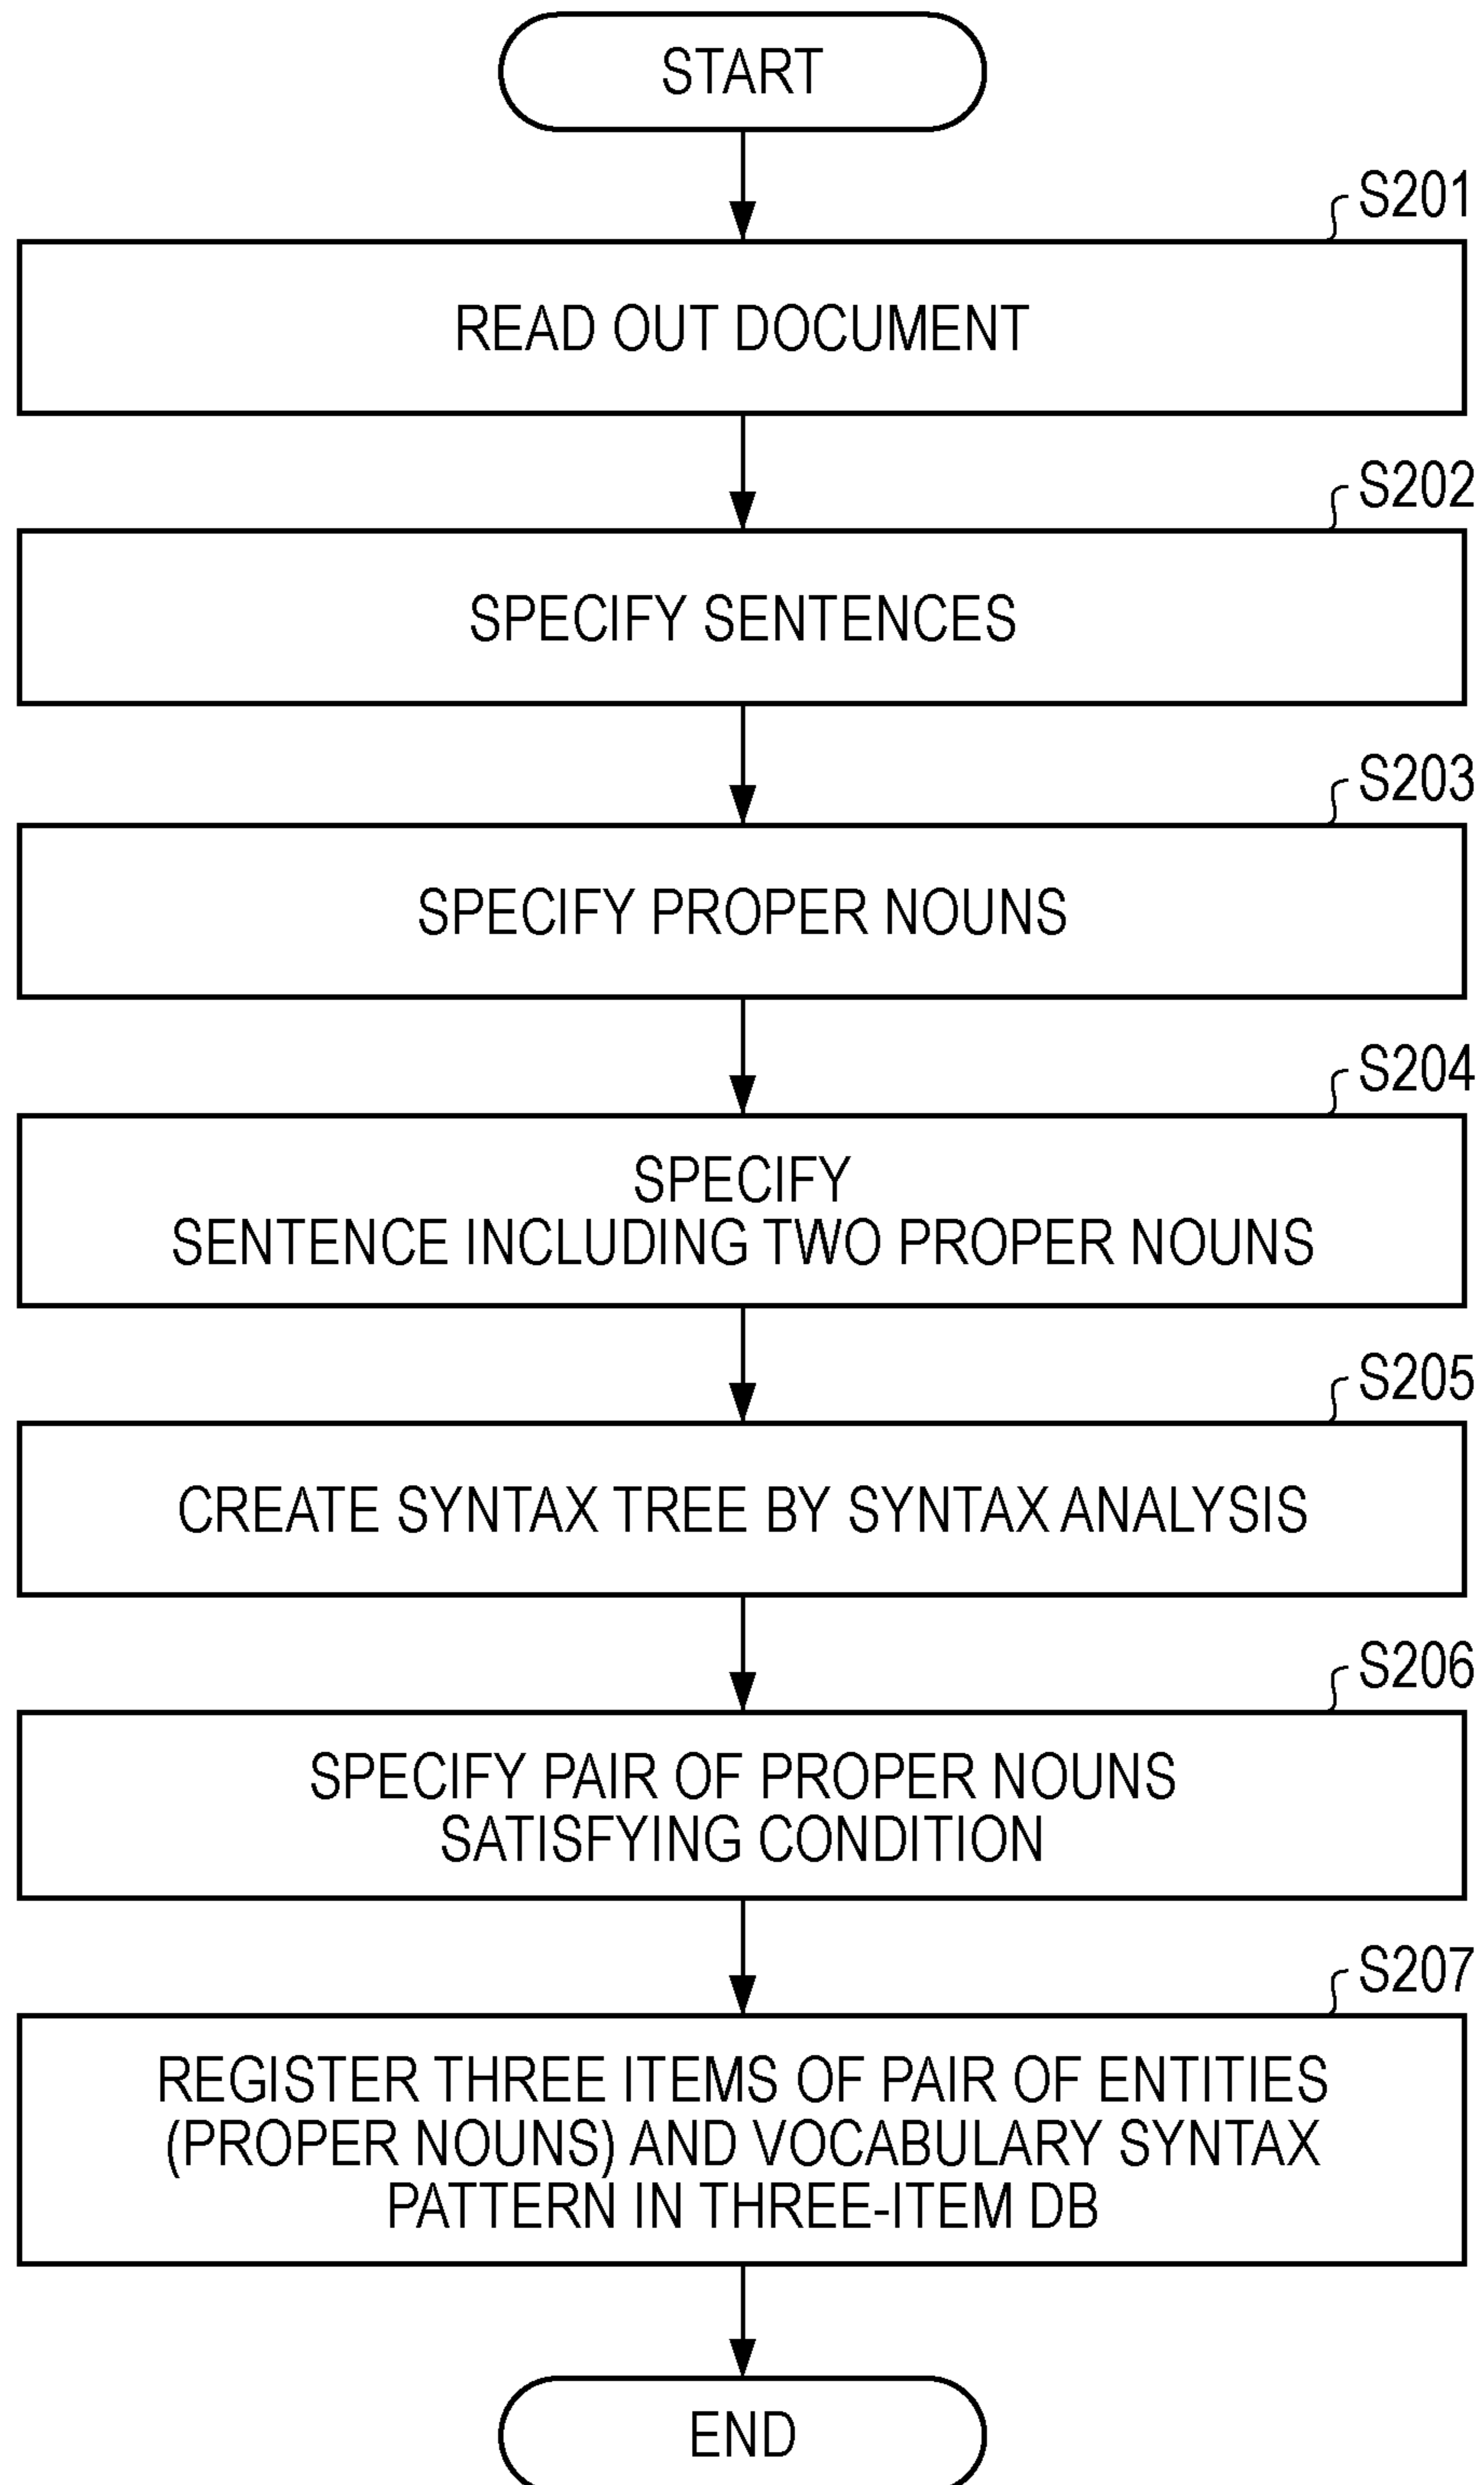 START
S201
READ OUT DOCUMENT
S202
SPECIFY SENTENCES
S203
SPECIFY PROPER NOUNS
S204
SPECIFY
SENTENCE INCLUDING TWO PROPER NOUNS
S205
CREATE SYNTAX TREE BY SYNTAX ANALYSIS
S206
SPECIFY PAIR OF PROPER NOUNS
SATISFYING CONDITION
S207
REGISTER THREE ITEMS OF PAIR OF ENTITIES
(PROPER NOUNS) AND VOCABULARY SYNTAX
PATTERN IN THREE-ITEM DB
END